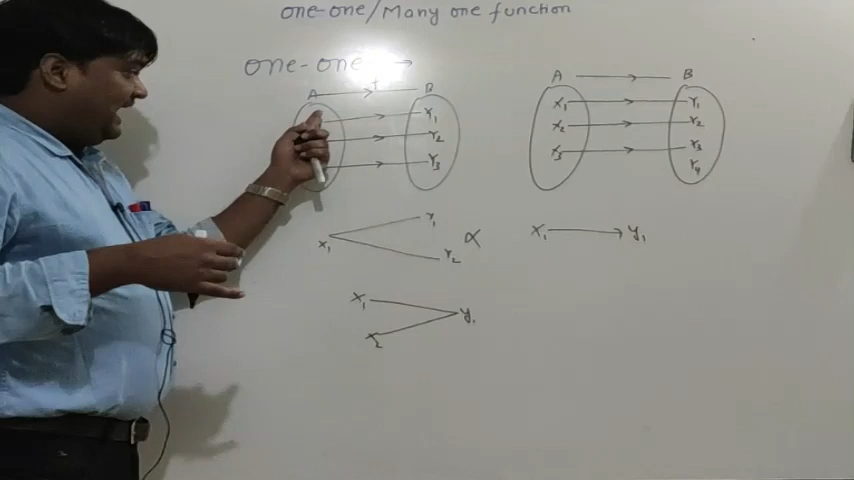 one-one/Many one function
one-one →
A f B
Y1
Y2
Y3
A B
X1 Y1
X2 Y2
X3 Y3
Y4
X1 Y1
Y2
X1 Y1
X1 y.
X2